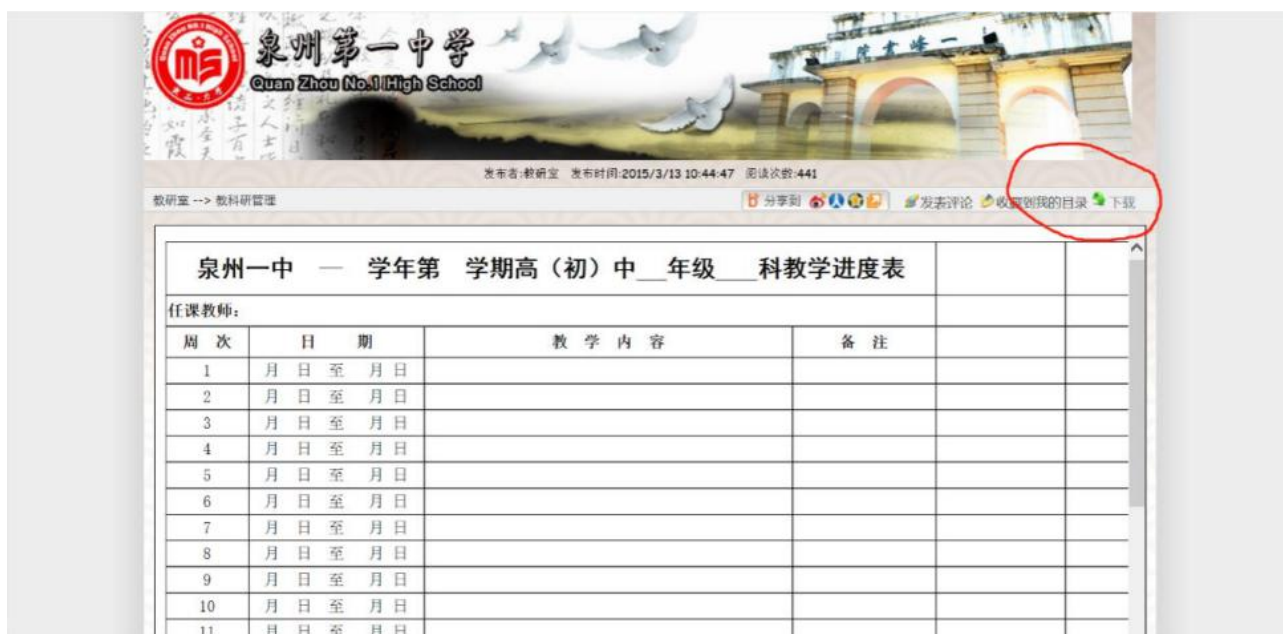 泉州第一中学
Quan Zhou No.1 High School
发布者:教研室 发布时间:2015/3/13 10:44:47 阅读次数:441
教研室 --> 教科研管理 分享到 发表评论 收藏到我的目录 下载
泉州一中 — 学年第 学期高（初）中__年级___科教学进度表
任课教师：
周 次 日 期 教 学 内 容 备 注
1 月 日 至 月 日
2 月 日 至 月 日
3 月 日 至 月 日
4 月 日 至 月 日
5 月 日 至 月 日
6 月 日 至 月 日
7 月 日 至 月 日
8 月 日 至 月 日
9 月 日 至 月 日
10 月 日 至 月 日
11 月 日 至 月 日